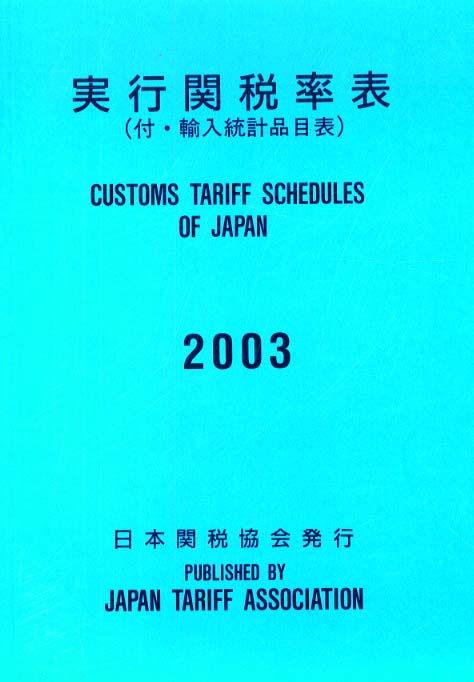 実行関税率表
(付・輸入統計品目表)
CUSTOMS TARIFF SCHEDULES
OF JAPAN
2003
日本関税協会発行
PUBLISHED BY
JAPAN TARIFF ASSOCIATION